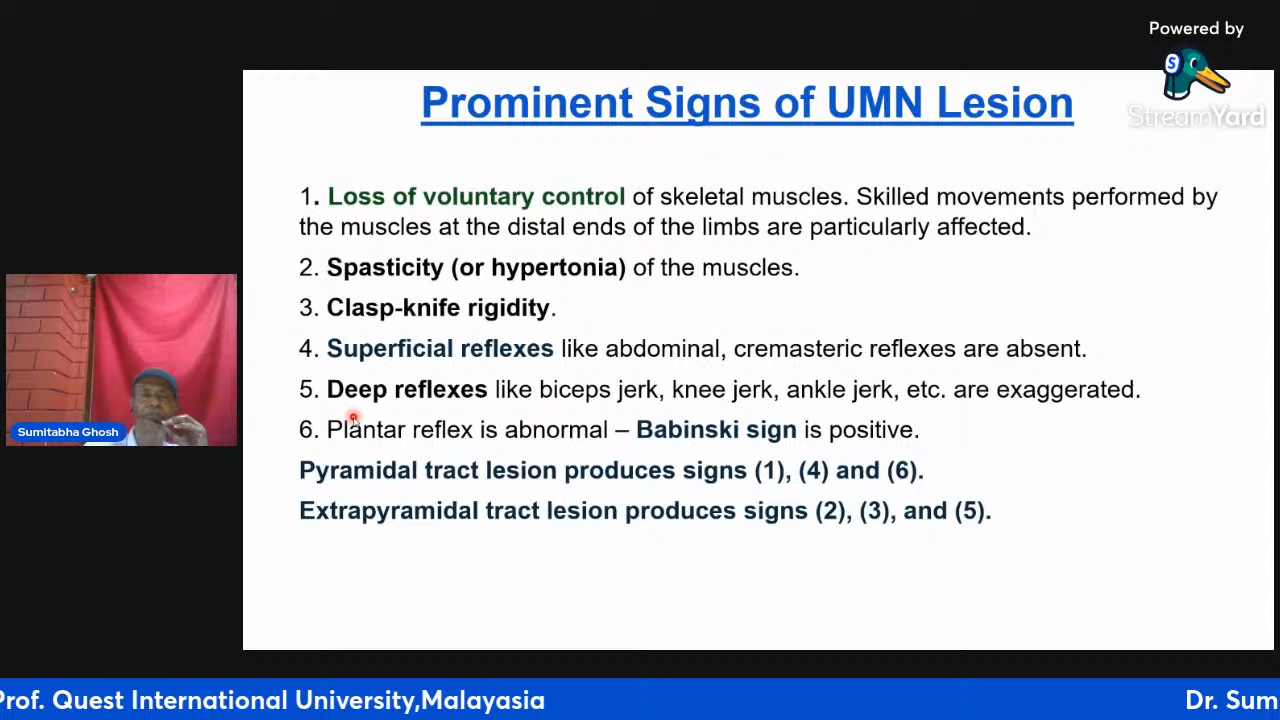 Powered by
S
StreamYard
Prominent Signs of UMN Lesion
1. Loss of voluntary control of skeletal muscles. Skilled movements performed by
the muscles at the distal ends of the limbs are particularly affected.
2. Spasticity (or hypertonia) of the muscles.
3. Clasp-knife rigidity.
4. Superficial reflexes like abdominal, cremasteric reflexes are absent.
5. Deep reflexes like biceps jerk, knee jerk, ankle jerk, etc. are exaggerated.
6. Plantar reflex is abnormal – Babinski sign is positive.
Pyramidal tract lesion produces signs (1), (4) and (6).
Extrapyramidal tract lesion produces signs (2), (3), and (5).
Sumitabha Ghosh
Prof. Quest International University,Malayasia
Dr. Sum